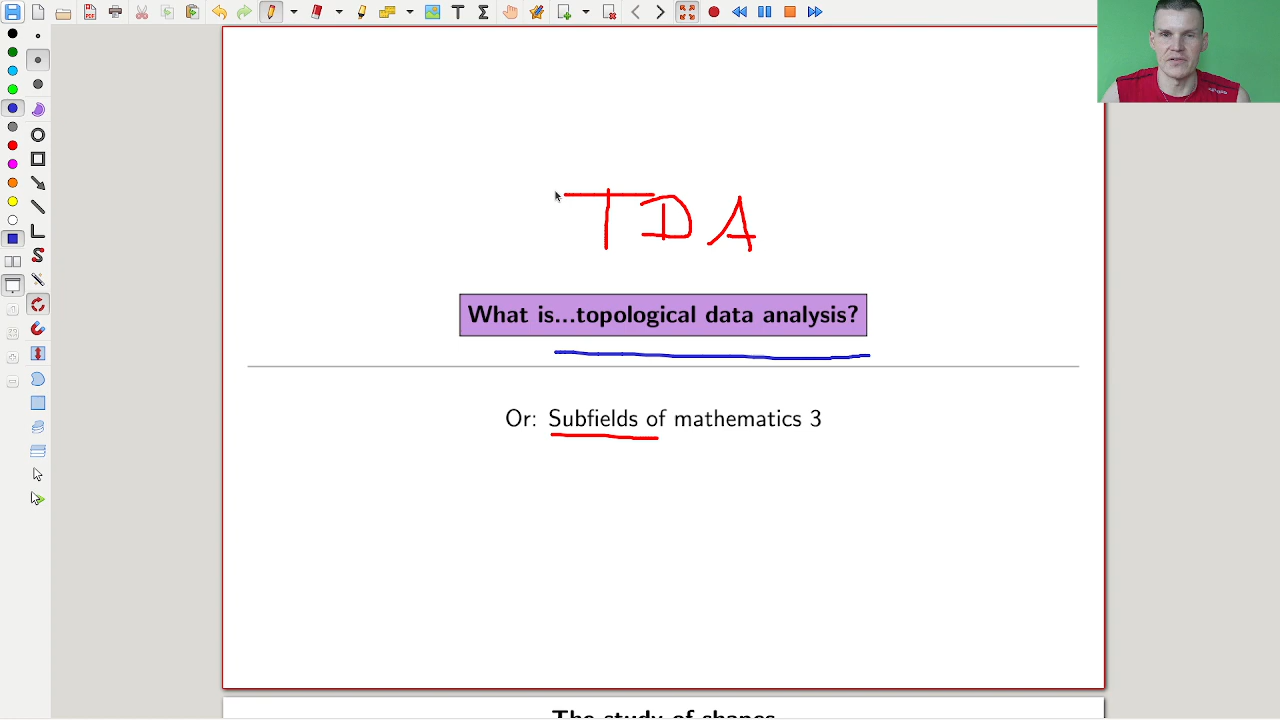 TDA
What is...topological data analysis?
Or: Subfields of mathematics 3
The study of shapes